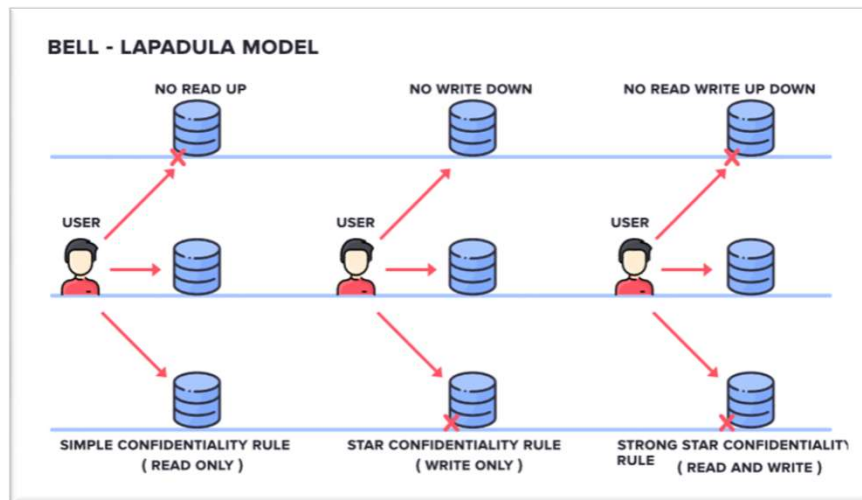 BELL - LAPADULA MODEL
NO READ UP
NO WRITE DOWN
NO READ WRITE UP DOWN
USER
USER
USER
SIMPLE CONFIDENTIALITY RULE
( READ ONLY )
STAR CONFIDENTIALITY RULE
( WRITE ONLY )
STRONG STAR CONFIDENTIALITY
RULE
( READ AND WRITE )